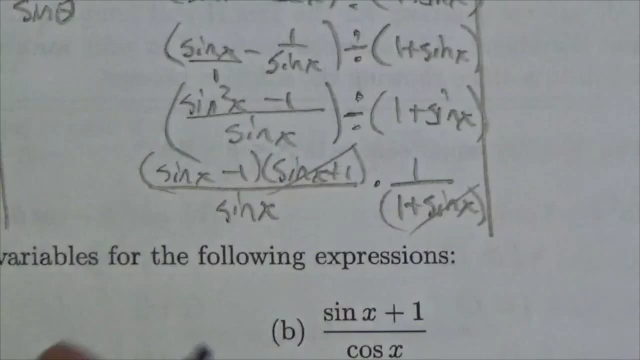 sinθ
(sinx/1 - 1/sinx) ÷ (1+sinx)
(sin²x - 1/sinx) ÷ (1+sinx)
(sinx - 1)(sinx+1)/sinx · 1/(1+sinx)
variables for the following expressions:
(b) sin x + 1/cos x